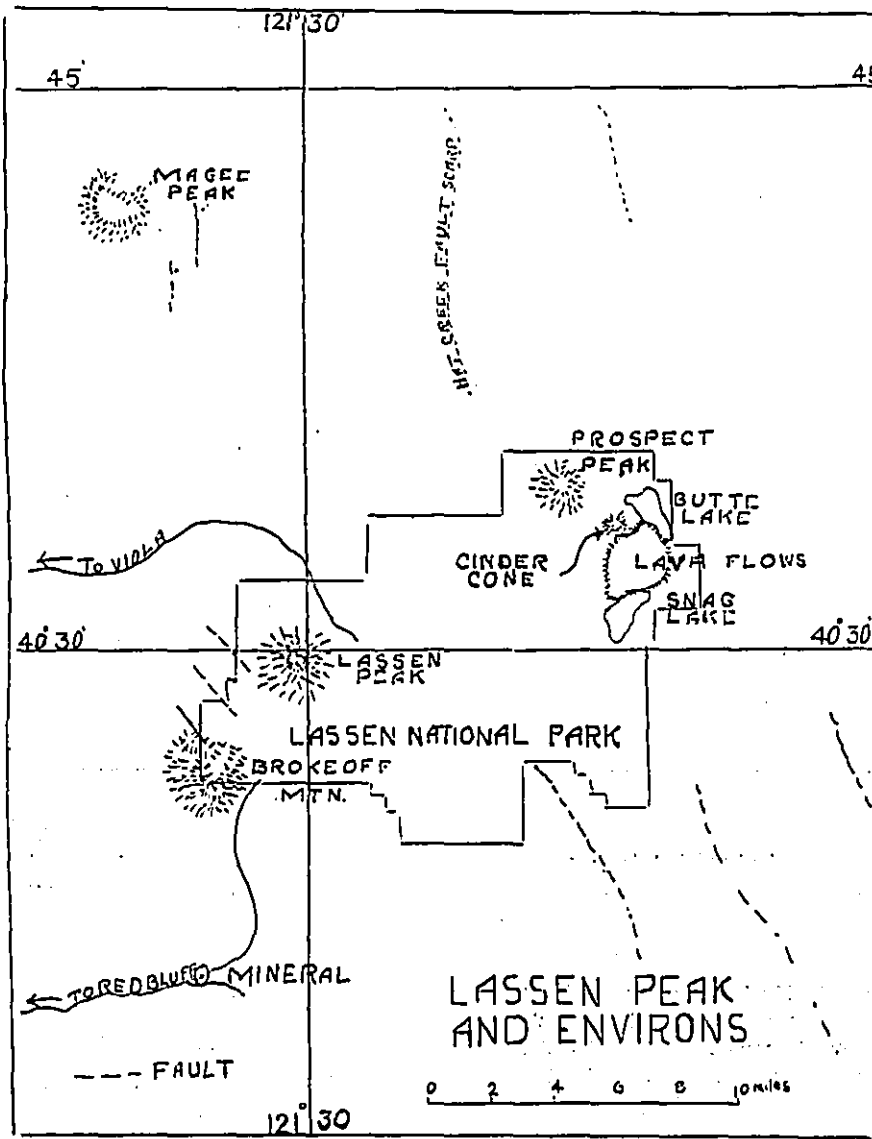 121°30'
45'
45
MAGEE
PEAK
HAT CREEK FAULT SCARP
PROSPECT
PEAK
BUTTE
LAKE
← TO VIOLA
CINDER
CONE
LAVA FLOWS
SNAG
LAKE
40°30'
40°30'
LASSEN
PEAK
LASSEN NATIONAL PARK
BROKEOFF
MTN.
← TO RED BLUFF
MINERAL
LASSEN PEAK
AND ENVIRONS
---- FAULT
0 2 4 6 8 10 miles
121°30